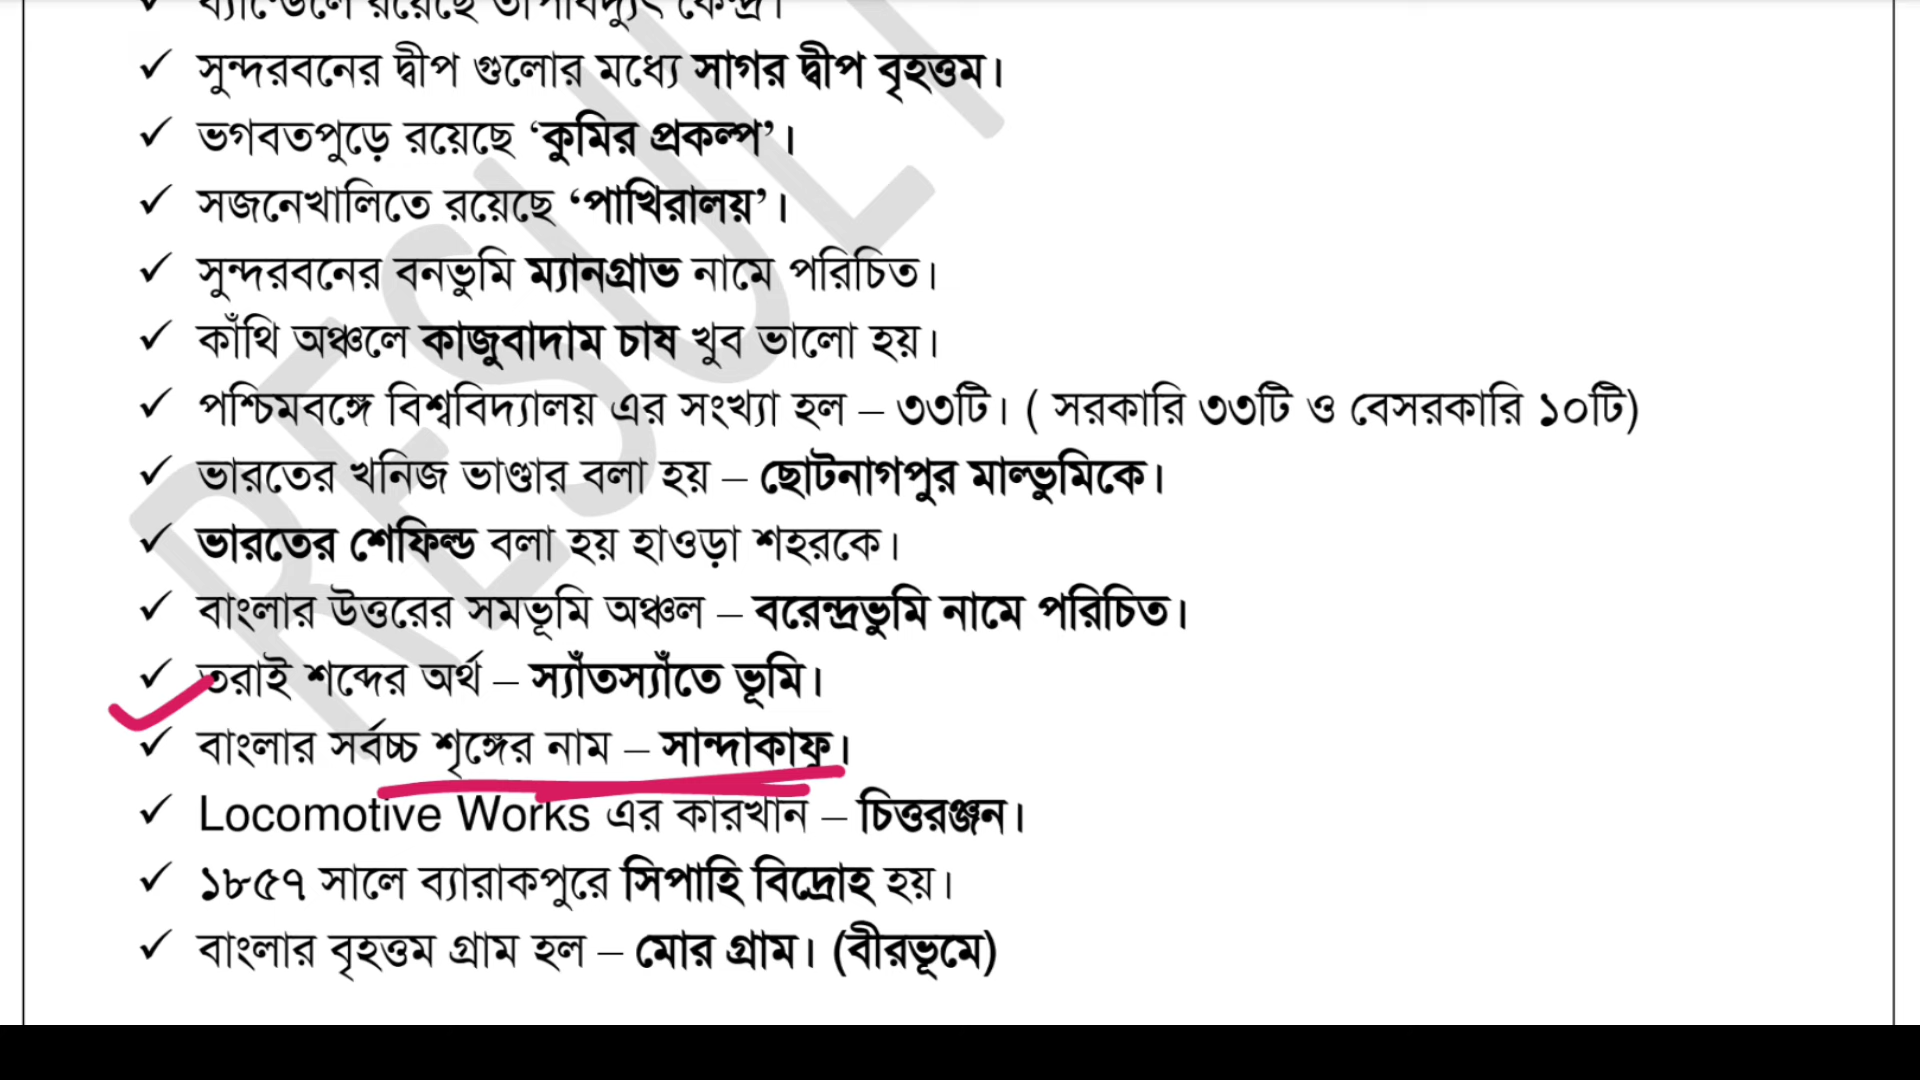 ব্যান্ডেলে রয়েছে তাপবিদ্যুৎ কেন্দ্র।
✓ সুন্দরবনের দ্বীপ গুলোর মধ্যে সাগর দ্বীপ বৃহত্তম।
✓ ভগবতপুড়ে রয়েছে ‘কুমির প্রকল্প’।
✓ সজনেখালিতে রয়েছে ‘পাখিরালয়’।
✓ সুন্দরবনের বনভুমি ম্যানগ্রাভ নামে পরিচিত।
✓ কাঁথি অঞ্চলে কাজুবাদাম চাষ খুব ভালো হয়।
✓ পশ্চিমবঙ্গে বিশ্ববিদ্যালয় এর সংখ্যা হল – ৩৩টি। ( সরকারি ৩৩টি ও বেসরকারি ১০টি)
✓ ভারতের খনিজ ভাণ্ডার বলা হয় – ছোটনাগপুর মাল্ভুমিকে।
✓ ভারতের শেফিল্ড বলা হয় হাওড়া শহরকে।
✓ বাংলার উত্তরের সমভূমি অঞ্চল – বরেন্দ্রভুমি নামে পরিচিত।
✓ তরাই শব্দের অর্থ – স্যাঁতস্যাঁতে ভূমি।
✓ বাংলার সর্বচ্চ শৃঙ্গের নাম – সান্দাকাফু।
✓ Locomotive Works এর কারখান – চিত্তরঞ্জন।
✓ ১৮৫৭ সালে ব্যারাকপুরে সিপাহি বিদ্রোহ হয়।
✓ বাংলার বৃহত্তম গ্রাম হল – মোর গ্রাম। (বীরভূমে)
RESULT